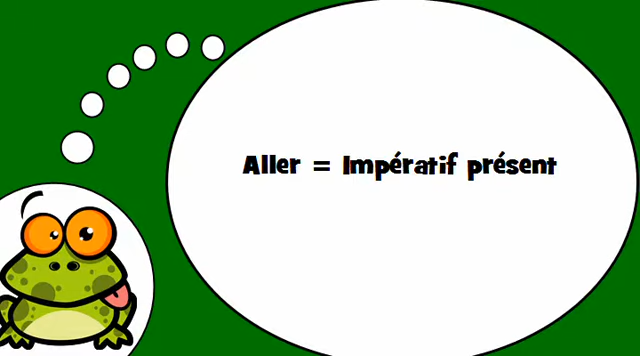 Aller = Impératif présent